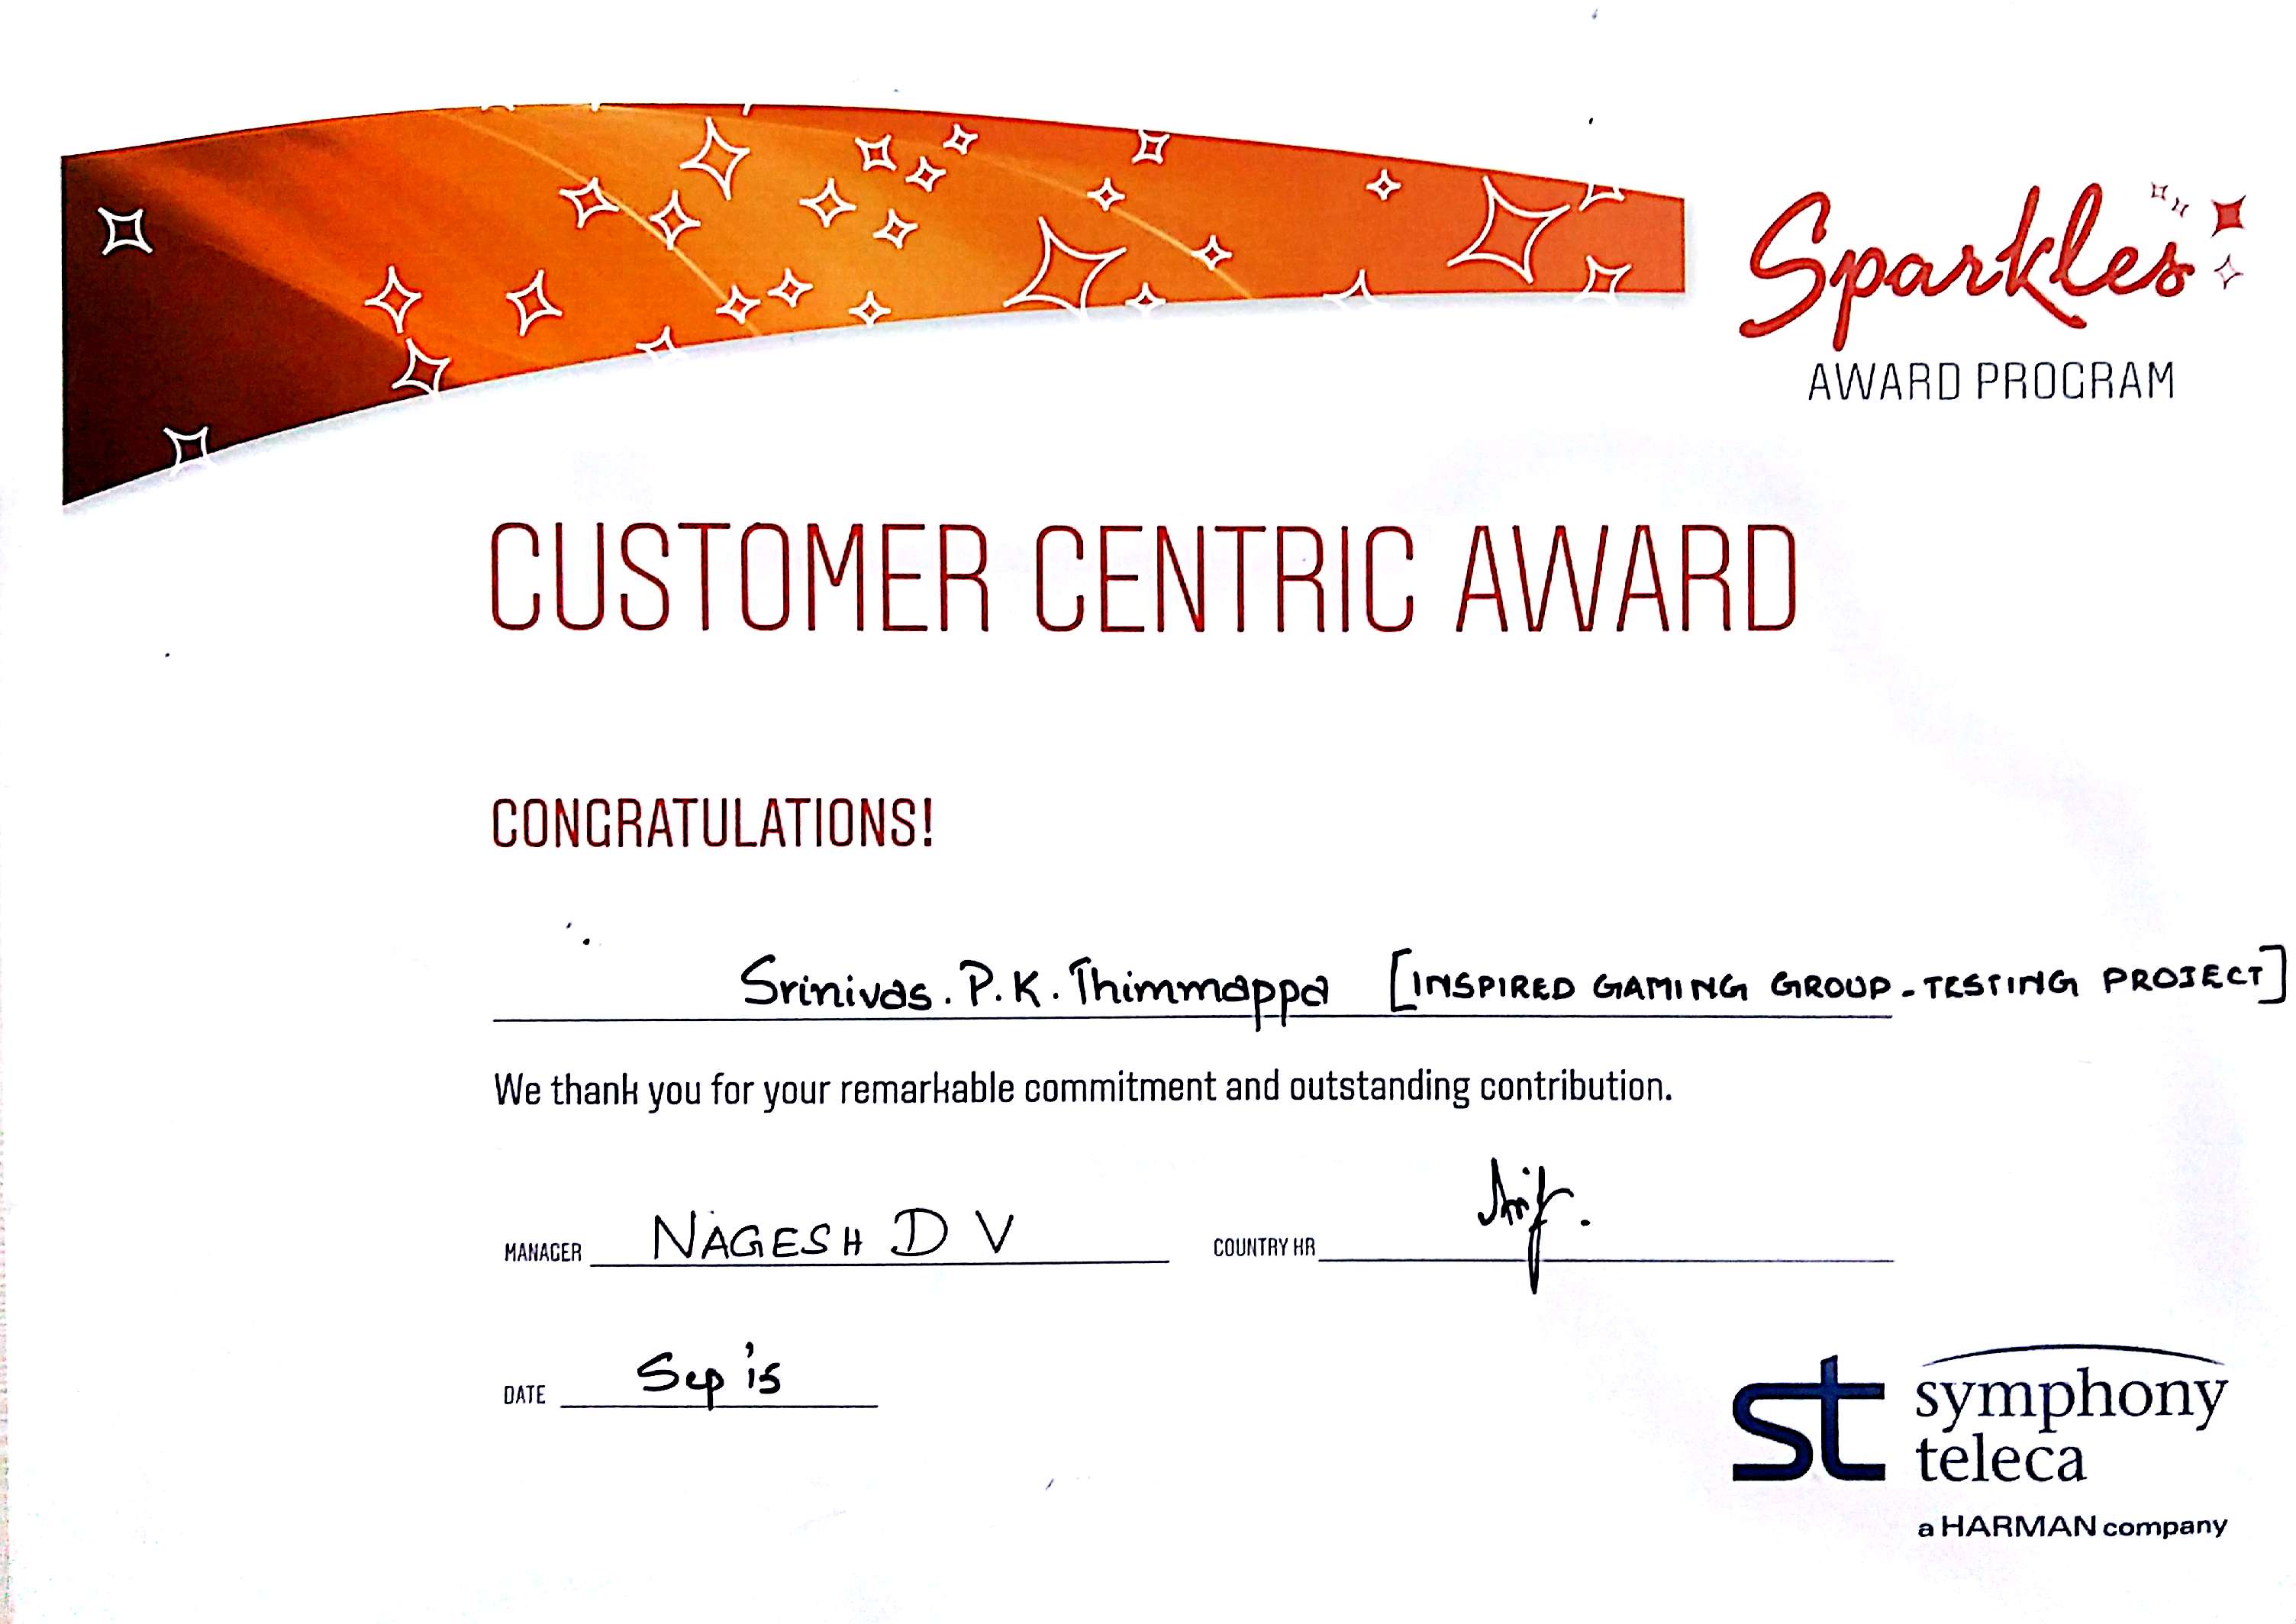 Sparkles
AWARD PROGRAM
CUSTOMER CENTRIC AWARD
CONGRATULATIONS!
Srinivas. P. K. Thimmappa [INSPIRED GAMING GROUP - TESTING PROJECT]
We thank you for your remarkable commitment and outstanding contribution.
MANAGER NAGESH D V COUNTRY HR
DATE Sep '15
st symphony
teleca
a HARMAN company